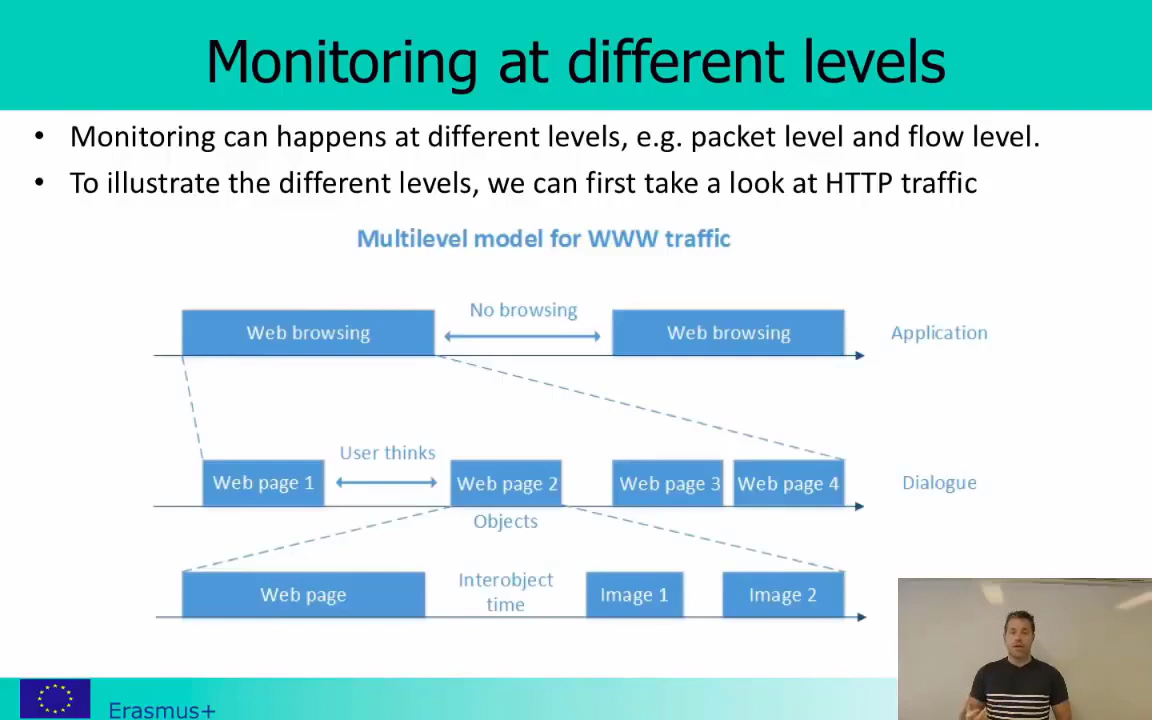 Monitoring at different levels
• Monitoring can happens at different levels, e.g. packet level and flow level.
• To illustrate the different levels, we can first take a look at HTTP traffic
Multilevel model for WWW traffic
No browsing
Web browsing
Web browsing
Application
User thinks
Web page 1
Web page 2
Web page 3
Web page 4
Dialogue
Objects
Interobject
time
Web page
Image 1
Image 2
Erasmus+